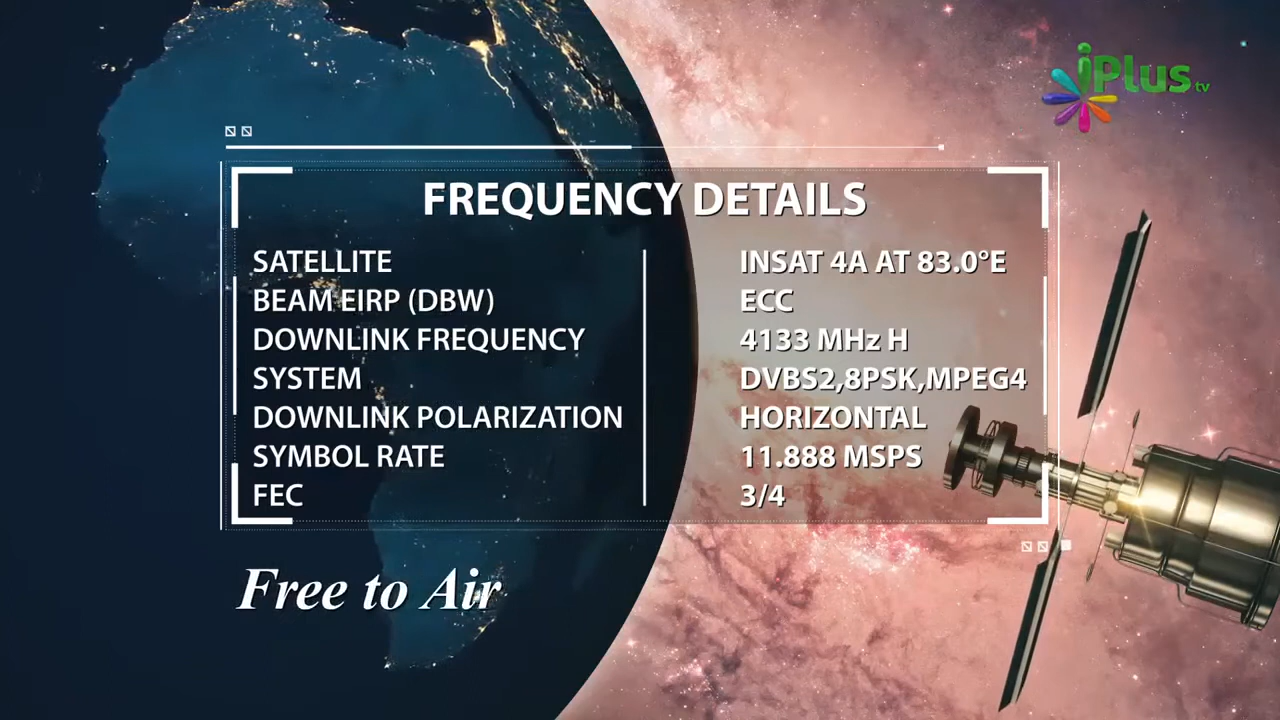 iPlus tv
FREQUENCY DETAILS
SATELLITE INSAT 4A AT 83.0°E
BEAM EIRP (DBW) ECC
DOWNLINK FREQUENCY 4133 MHz H
SYSTEM DVBS2,8PSK,MPEG4
DOWNLINK POLARIZATION HORIZONTAL
SYMBOL RATE 11.888 MSPS
FEC 3/4
Free to Air